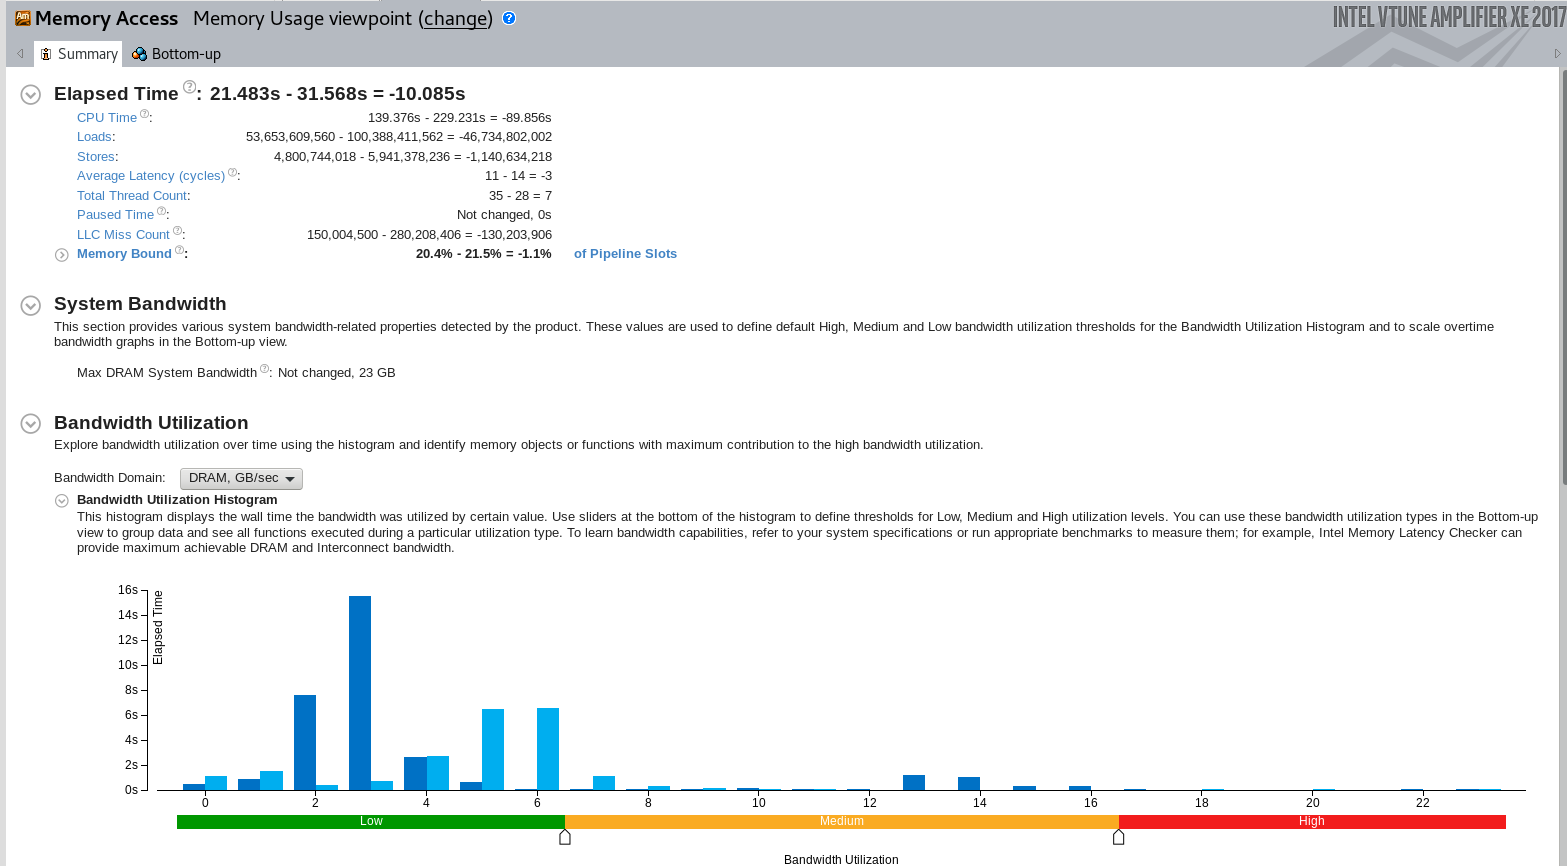 Am Memory Access Memory Usage viewpoint (change) ?
INTEL VTUNE AMPLIFIER XE 2017
Summary Bottom-up
Elapsed Time ?: 21.483s - 31.568s = -10.085s
CPU Time ?: 139.376s - 229.231s = -89.856s
Loads: 53,653,609,560 - 100,388,411,562 = -46,734,802,002
Stores: 4,800,744,018 - 5,941,378,236 = -1,140,634,218
Average Latency (cycles) ?: 11 - 14 = -3
Total Thread Count: 35 - 28 = 7
Paused Time ?: Not changed, 0s
LLC Miss Count ?: 150,004,500 - 280,208,406 = -130,203,906
Memory Bound ?: 20.4% - 21.5% = -1.1% of Pipeline Slots
System Bandwidth
This section provides various system bandwidth-related properties detected by the product. These values are used to define default High, Medium and Low bandwidth utilization thresholds for the Bandwidth Utilization Histogram and to scale overtime
bandwidth graphs in the Bottom-up view.
Max DRAM System Bandwidth ?: Not changed, 23 GB
Bandwidth Utilization
Explore bandwidth utilization over time using the histogram and identify memory objects or functions with maximum contribution to the high bandwidth utilization.
Bandwidth Domain: DRAM, GB/sec
Bandwidth Utilization Histogram
This histogram displays the wall time the bandwidth was utilized by certain value. Use sliders at the bottom of the histogram to define thresholds for Low, Medium and High utilization levels. You can use these bandwidth utilization types in the Bottom-up
view to group data and see all functions executed during a particular utilization type. To learn bandwidth capabilities, refer to your system specifications or run appropriate benchmarks to measure them; for example, Intel Memory Latency Checker can
provide maximum achievable DRAM and Interconnect bandwidth.
16s
14s
12s
10s
8s
6s
4s
2s
0s
Elapsed Time
0 2 4 6 8 10 12 14 16 18 20 22
Low Medium High
Bandwidth Utilization